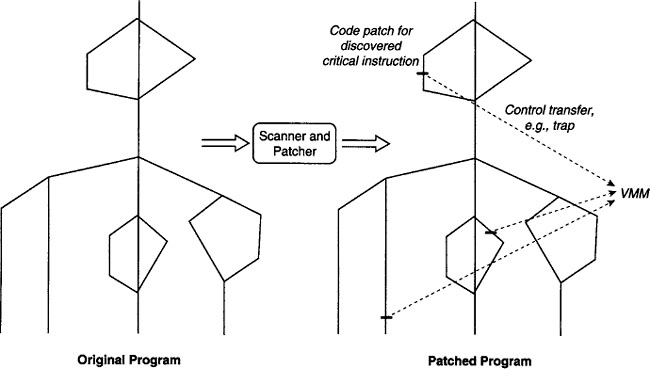 Code patch for
discovered
critical instruction
Control transfer,
e.g., trap
Scanner and
Patcher
VMM
Original Program
Patched Program